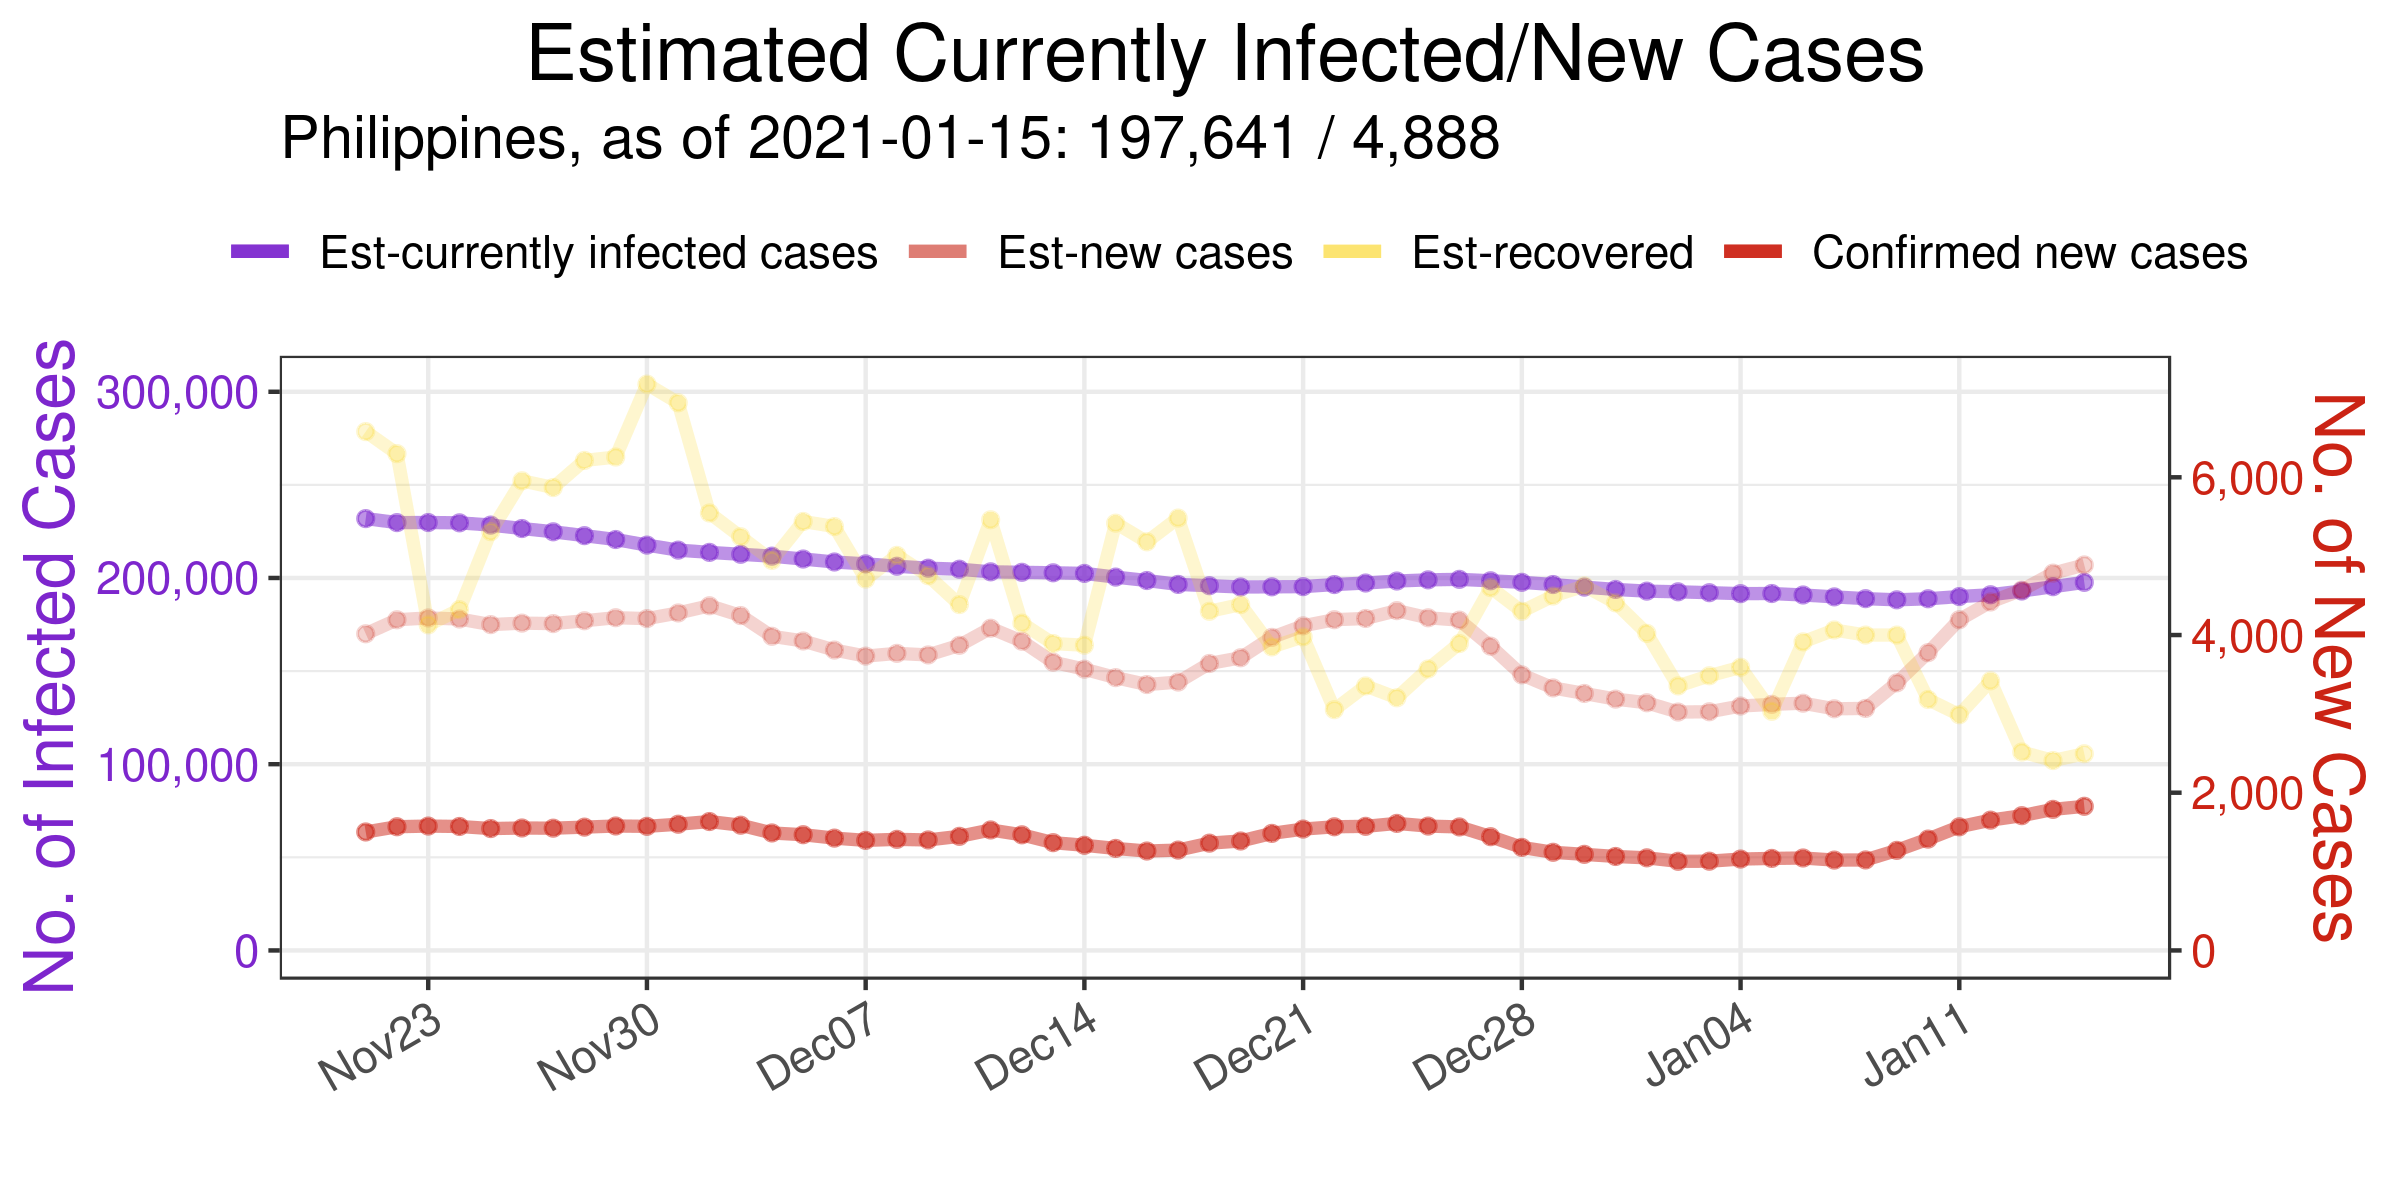 Estimated Currently Infected/New Cases
Philippines, as of 2021-01-15: 197,641 / 4,888
Est-currently infected cases Est-new cases Est-recovered Confirmed new cases
No. of Infected Cases
300,000
200,000
100,000
0
6,000
4,000
2,000
0
No. of New Cases
Nov23 Nov30 Dec07 Dec14 Dec21 Dec28 Jan04 Jan11